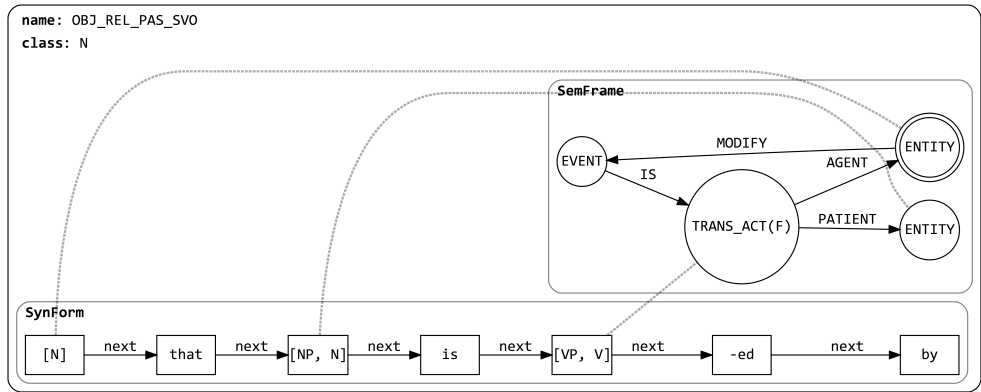 name: OBJ_REL_PAS_SVO
class: N
SemFrame
MODIFY
ENTITY
EVENT
IS
AGENT
TRANS_ACT(F)
PATIENT
ENTITY
SynForm
[N] next that next [NP, N] next is next [VP, V] next -ed next by